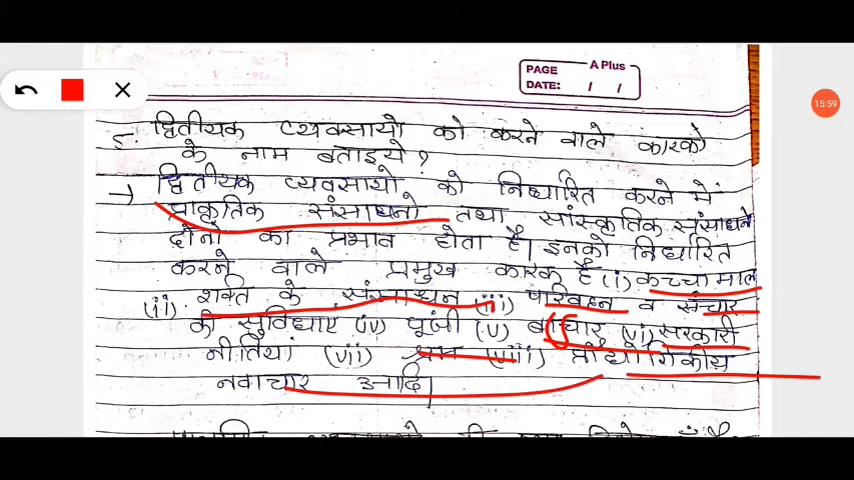 PAGE A Plus
DATE: / /
15:59
८. द्वितीयक व्यवसायो को करने वाले कारको
के नाम बताइये ?
→ द्वितीयक व्यवसायो को निर्धारित करने में
प्राकृतिक संसाधनो तथा सांस्कृतिक संसाधनो
दोनो का प्रभाव होता है। इनको निर्धारित
करने वाले प्रमुख कारक है (i) कच्चा माल
(ii) शक्ति के संसाधन (iii) परिवहन व संचार
की सुविधाए (iv) पूंजी (v) बाचार (vi) सरकारी
नीतियां (vii) श्रम (viii) प्रौद्योगिकीय
नवाचार आदि।